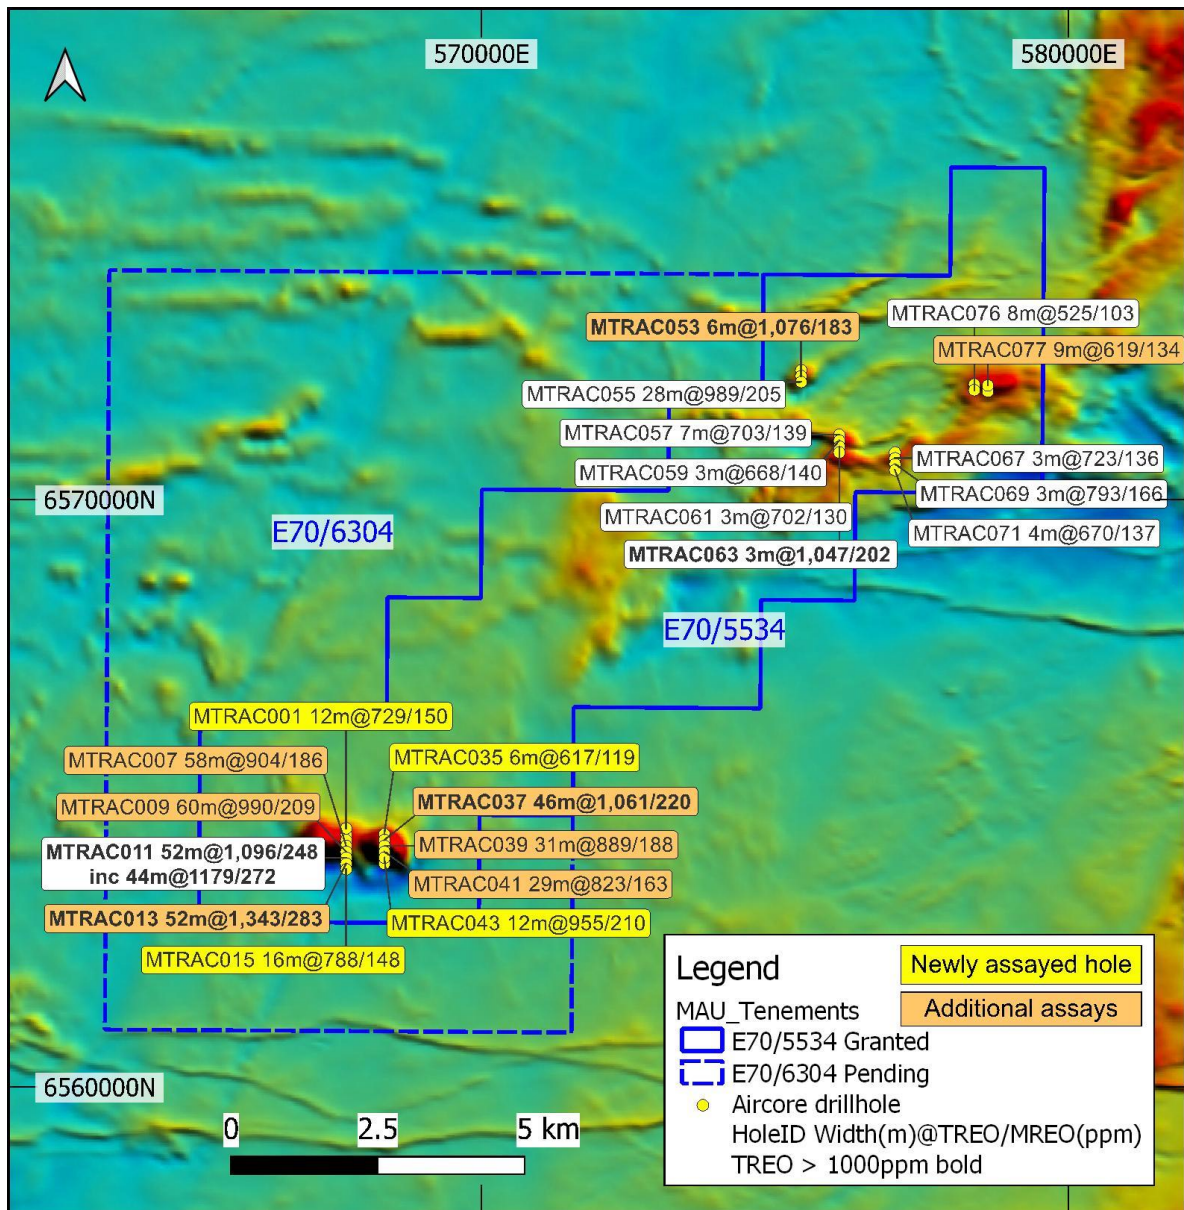 570000E
580000E
MTRAC053 6m@1,076/183
MTRAC076 8m@525/103
MTRAC077 9m@619/134
MTRAC055 28m@989/205
MTRAC057 7m@703/139
MTRAC059 3m@668/140
MTRAC067 3m@723/136
MTRAC069 3m@793/166
MTRAC061 3m@702/130
MTRAC071 4m@670/137
MTRAC063 3m@1,047/202
6570000N
E70/6304
E70/5534
MTRAC001 12m@729/150
MTRAC007 58m@904/186
MTRAC035 6m@617/119
MTRAC009 60m@990/209
MTRAC037 46m@1,061/220
MTRAC011 52m@1,096/248
inc 44m@1179/272
MTRAC039 31m@889/188
MTRAC041 29m@823/163
MTRAC013 52m@1,343/283
MTRAC043 12m@955/210
MTRAC015 16m@788/148
6560000N
0 2.5 5 km
Legend
Newly assayed hole
MAU_Tenements
Additional assays
E70/5534 Granted
E70/6304 Pending
Aircore drillhole
HoleID Width(m)@TREO/MREO(ppm)
TREO > 1000ppm bold